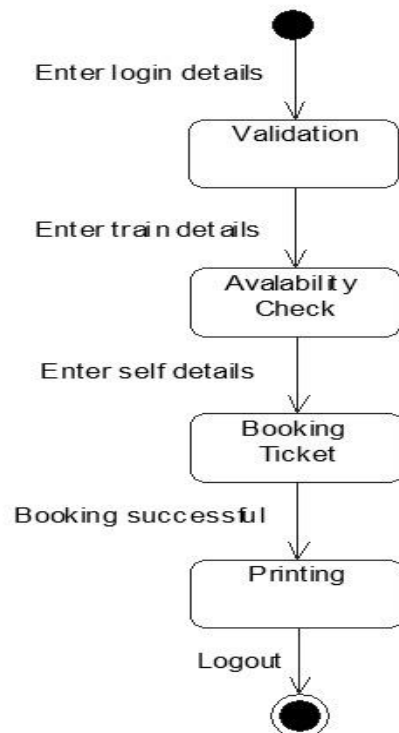 Enter login details
Validation
Enter train details
Avalability
Check
Enter self details
Booking
Ticket
Booking successful
Printing
Logout